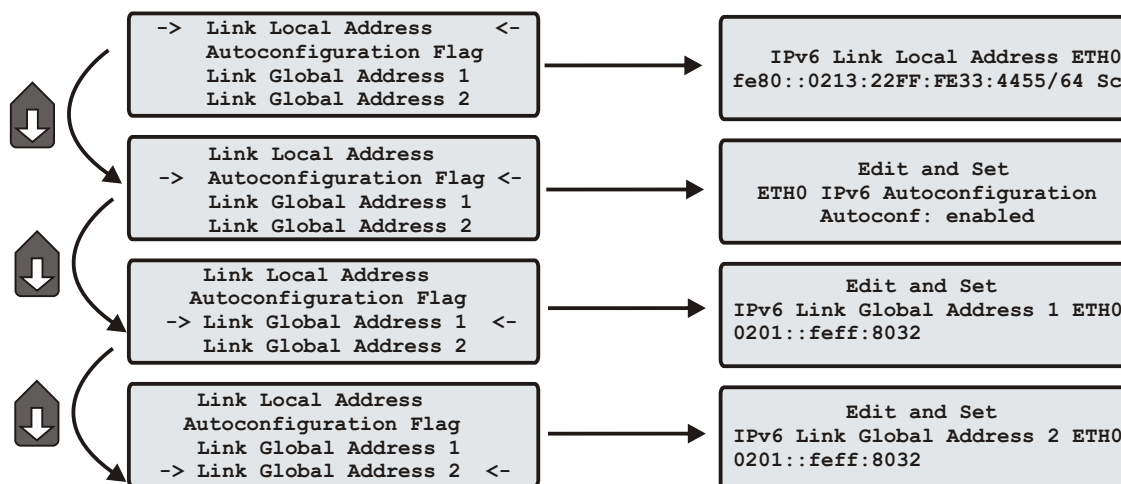 -> Link Local Address <-
Autoconfiguration Flag
Link Global Address 1
Link Global Address 2
IPv6 Link Local Address ETH0
fe80::0213:22FF:FE33:4455/64 Sc
Link Local Address
-> Autoconfiguration Flag <-
Link Global Address 1
Link Global Address 2
Edit and Set
ETH0 IPv6 Autoconfiguration
Autoconf: enabled
Link Local Address
Autoconfiguration Flag
-> Link Global Address 1 <-
Link Global Address 2
Edit and Set
IPv6 Link Global Address 1 ETH0
0201::feff:8032
Link Local Address
Autoconfiguration Flag
Link Global Address 1
-> Link Global Address 2 <-
Edit and Set
IPv6 Link Global Address 2 ETH0
0201::feff:8032